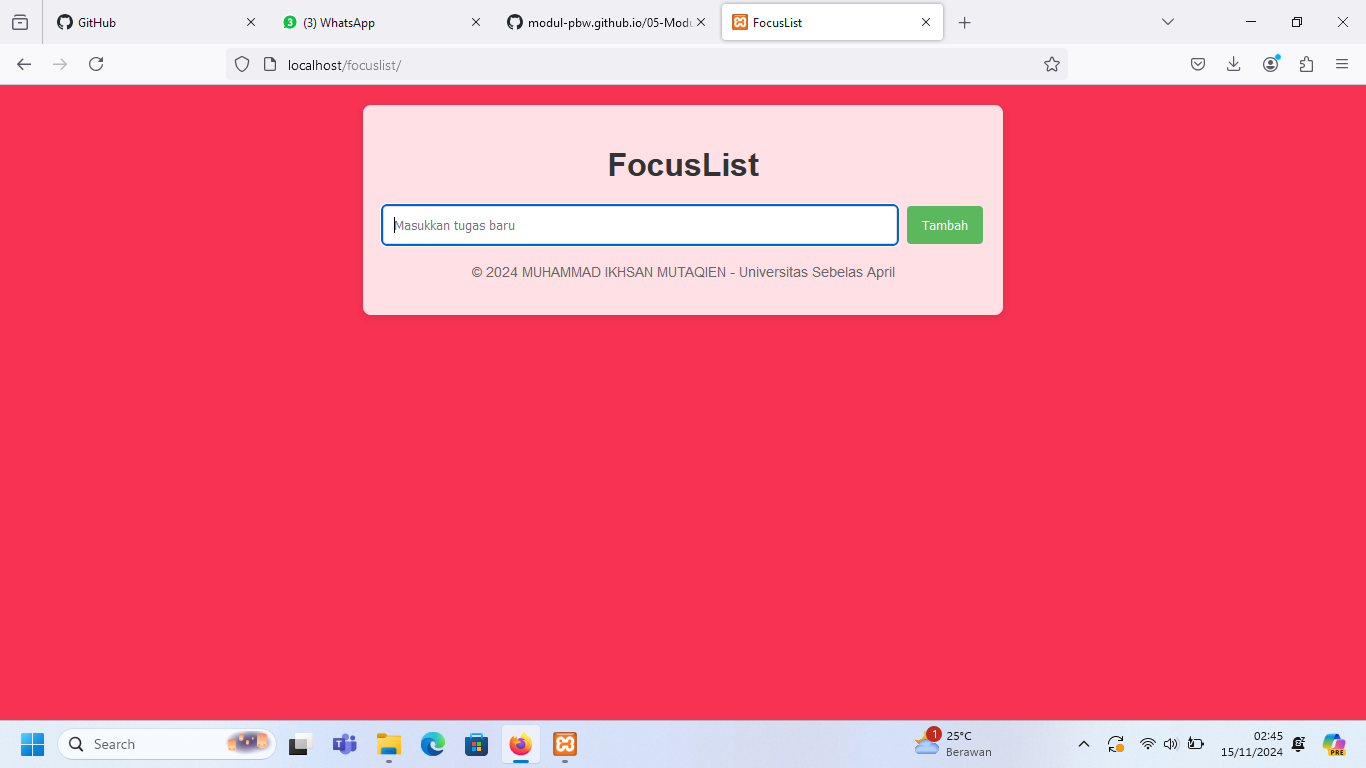 GitHub
3
(3) WhatsApp
modul-pbw.github.io/05-Modu
FocusList
localhost/focuslist/
FocusList
Masukkan tugas baru
Tambah
© 2024 MUHAMMAD IKHSAN MUTAQIEN - Universitas Sebelas April
Search
1
25°C
Berawan
02:45
15/11/2024
PRE